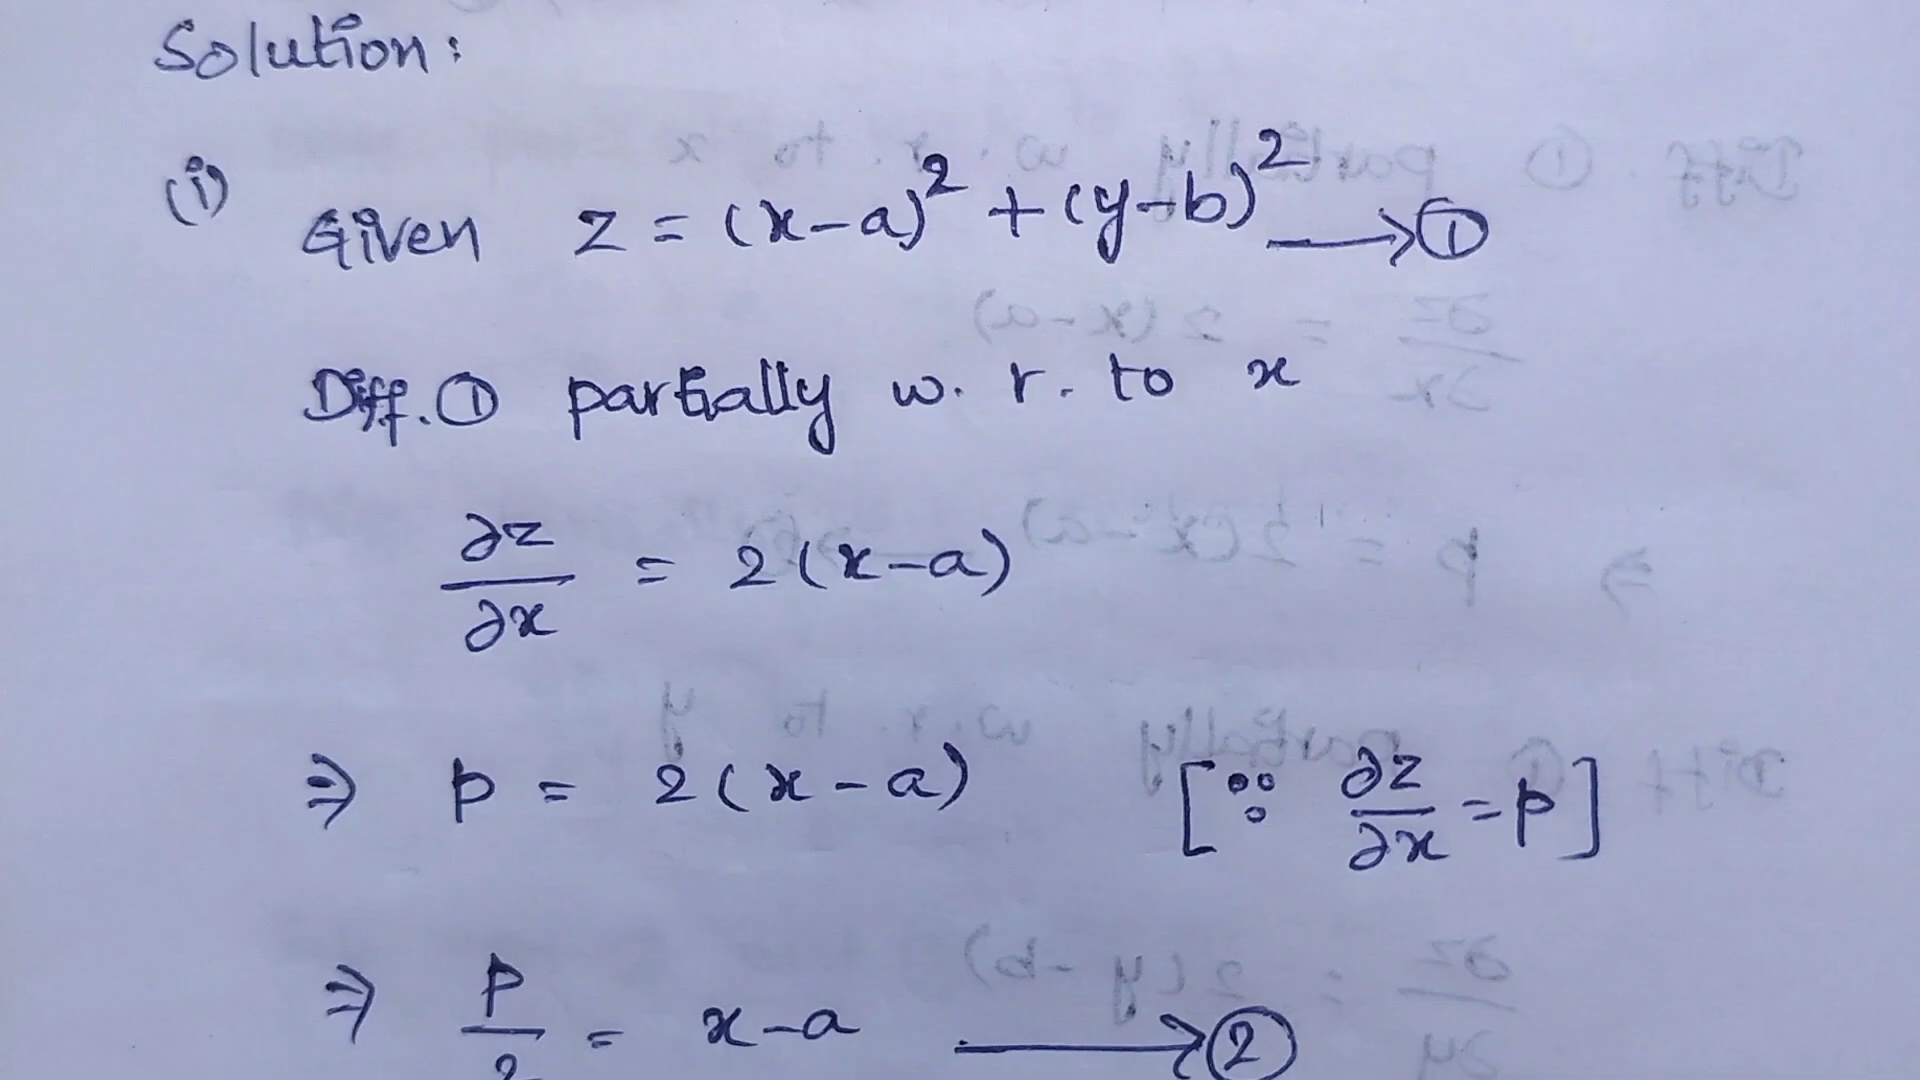 Solution:
(i) Given z = (x-a)² + (y-b)² ⟶ ①
Diff. ① partially w. r. to x
∂z/∂x = 2(x-a)
⇒ p = 2(x-a) [∵ ∂z/∂x = p]
⇒ p/2 = x-a ⟶ ②